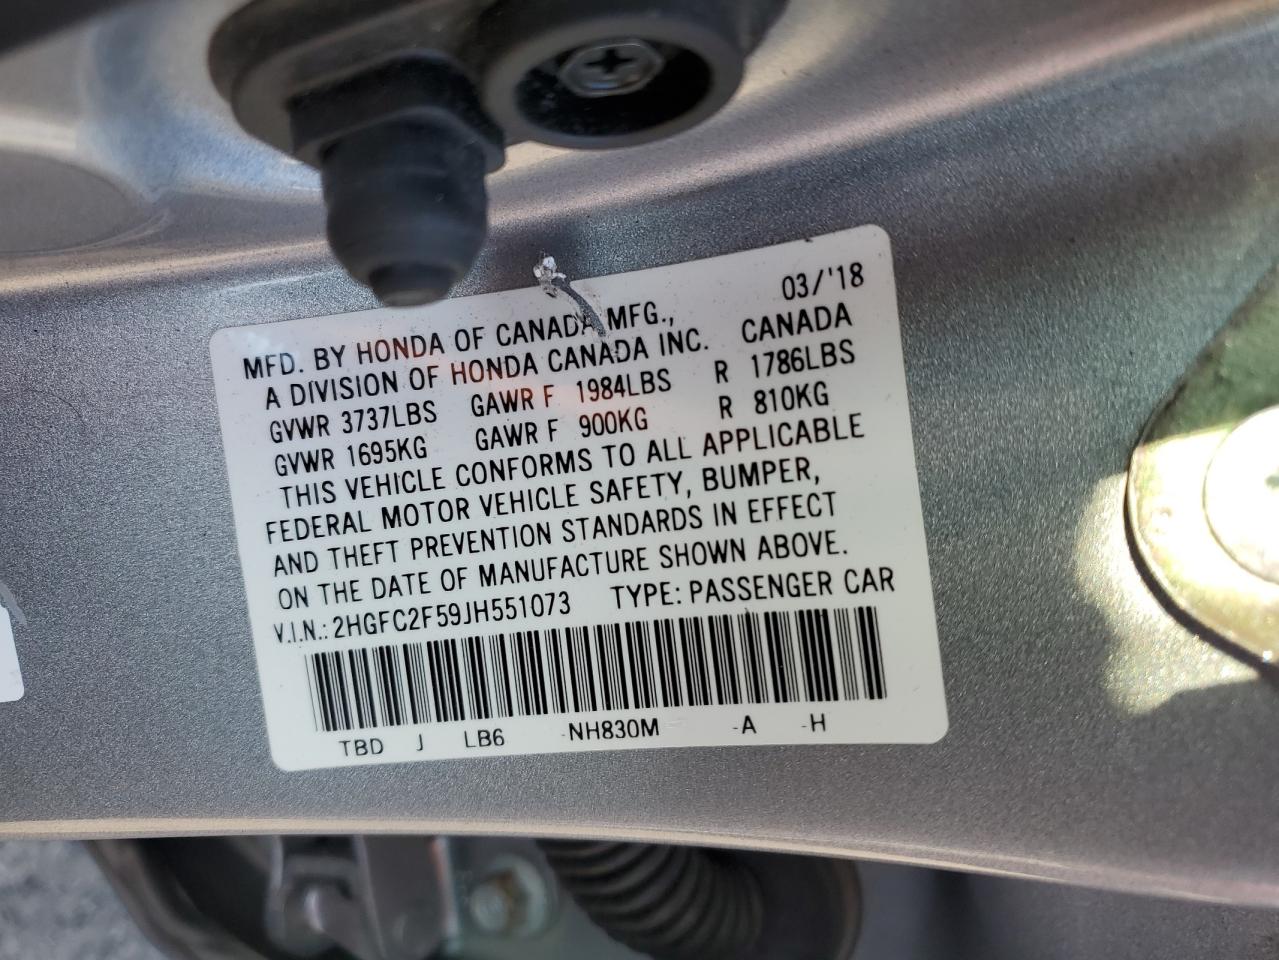 03/'18
MFD. BY HONDA OF CANADA MFG.,
A DIVISION OF HONDA CANADA INC. CANADA
GVWR 3737LBS GAWR F 1984LBS R 1786LBS
GVWR 1695KG GAWR F 900KG R 810KG
THIS VEHICLE CONFORMS TO ALL APPLICABLE
FEDERAL MOTOR VEHICLE SAFETY, BUMPER,
AND THEFT PREVENTION STANDARDS IN EFFECT
ON THE DATE OF MANUFACTURE SHOWN ABOVE.
V.I.N.: 2HGFC2F59JH551073 TYPE: PASSENGER CAR
TBD J LB6 -NH830M -A -H